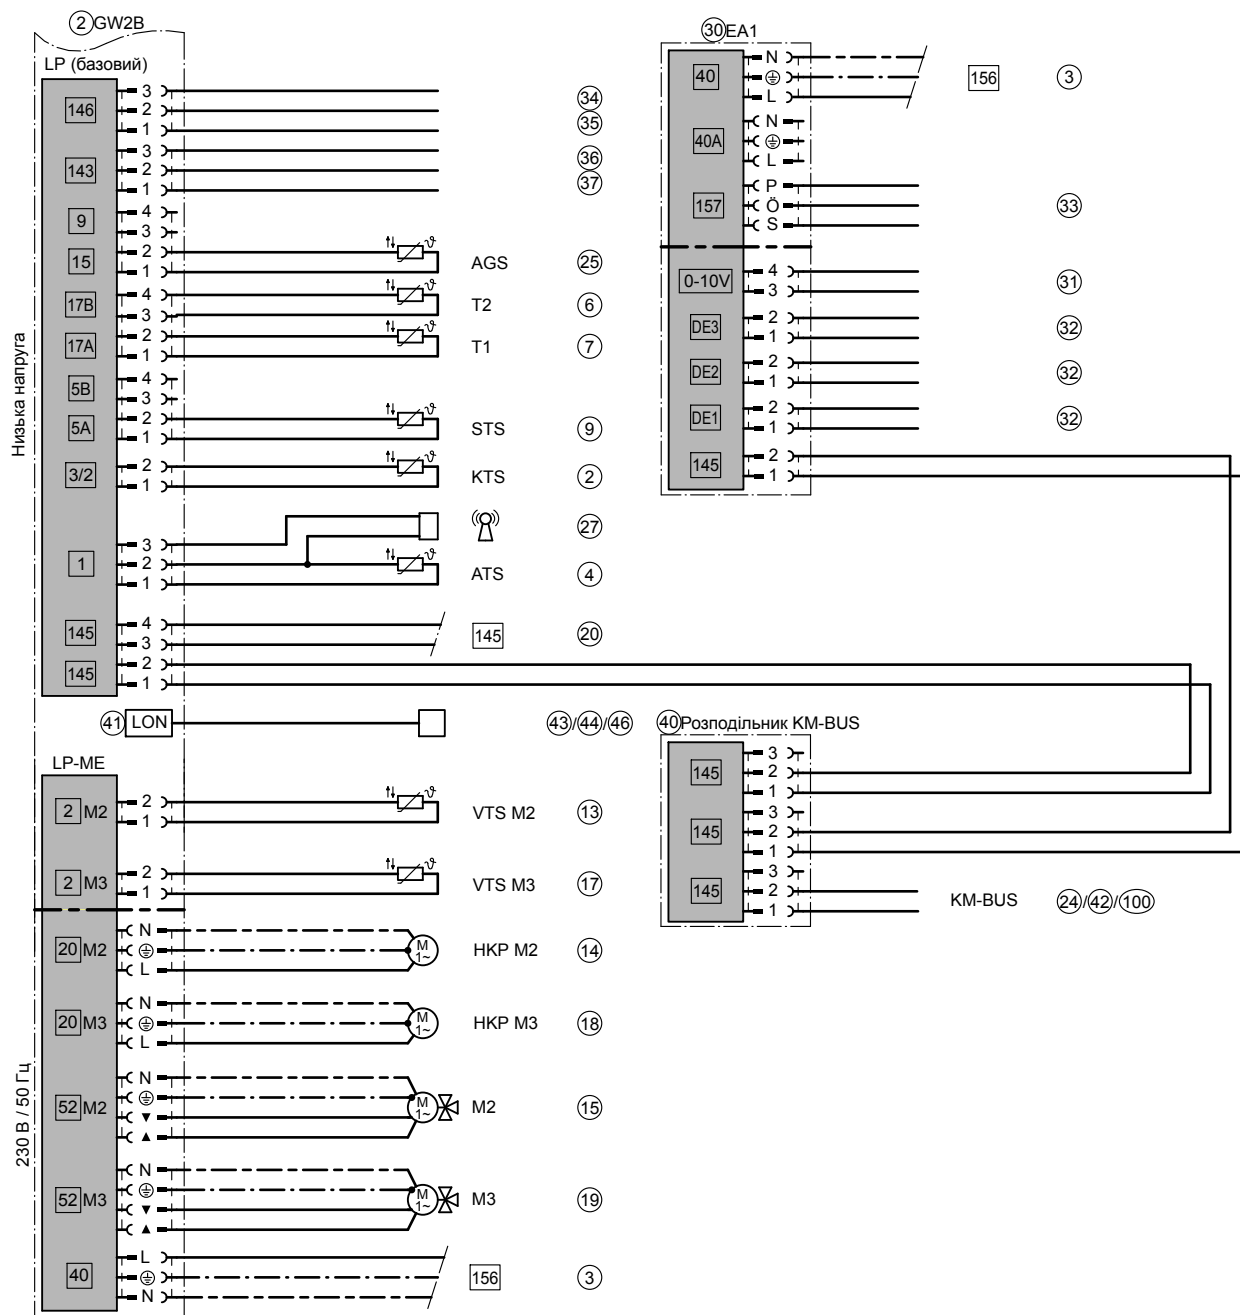 2 GW2B
LP (базовий)
Низька напруга
146
3
2
1
34
35
143
3
2
1
36
37
9
4
3
15
2
1
ϑ
AGS
25
17B
4
3
ϑ
T2
6
17A
2
1
ϑ
T1
7
5B
4
3
5A
2
1
ϑ
STS
9
3/2
2
1
ϑ
KTS
2
27
1
3
2
1
ϑ
ATS
4
145
4
3
145
20
145
2
1
41 LON
43/44/46
LP-ME
2 M2
2
1
ϑ
VTS M2
13
2 M3
2
1
ϑ
VTS M3
17
230 В / 50 Гц
20 M2
N
L
M
1~
HKP M2
14
20 M3
N
L
M
1~
HKP M3
18
52 M2
N
M
1~
M2
15
52 M3
N
M
1~
M3
19
40
L
N
156
3
30 EA1
40
N
L
156
3
40A
N
L
157
P
Ö
S
33
0-10V
4
3
31
DE3
2
1
32
DE2
2
1
32
DE1
2
1
32
145
2
1
40 Розподільник KM-BUS
145
3
2
1
145
3
2
1
145
3
2
1
KM-BUS
24/42/100